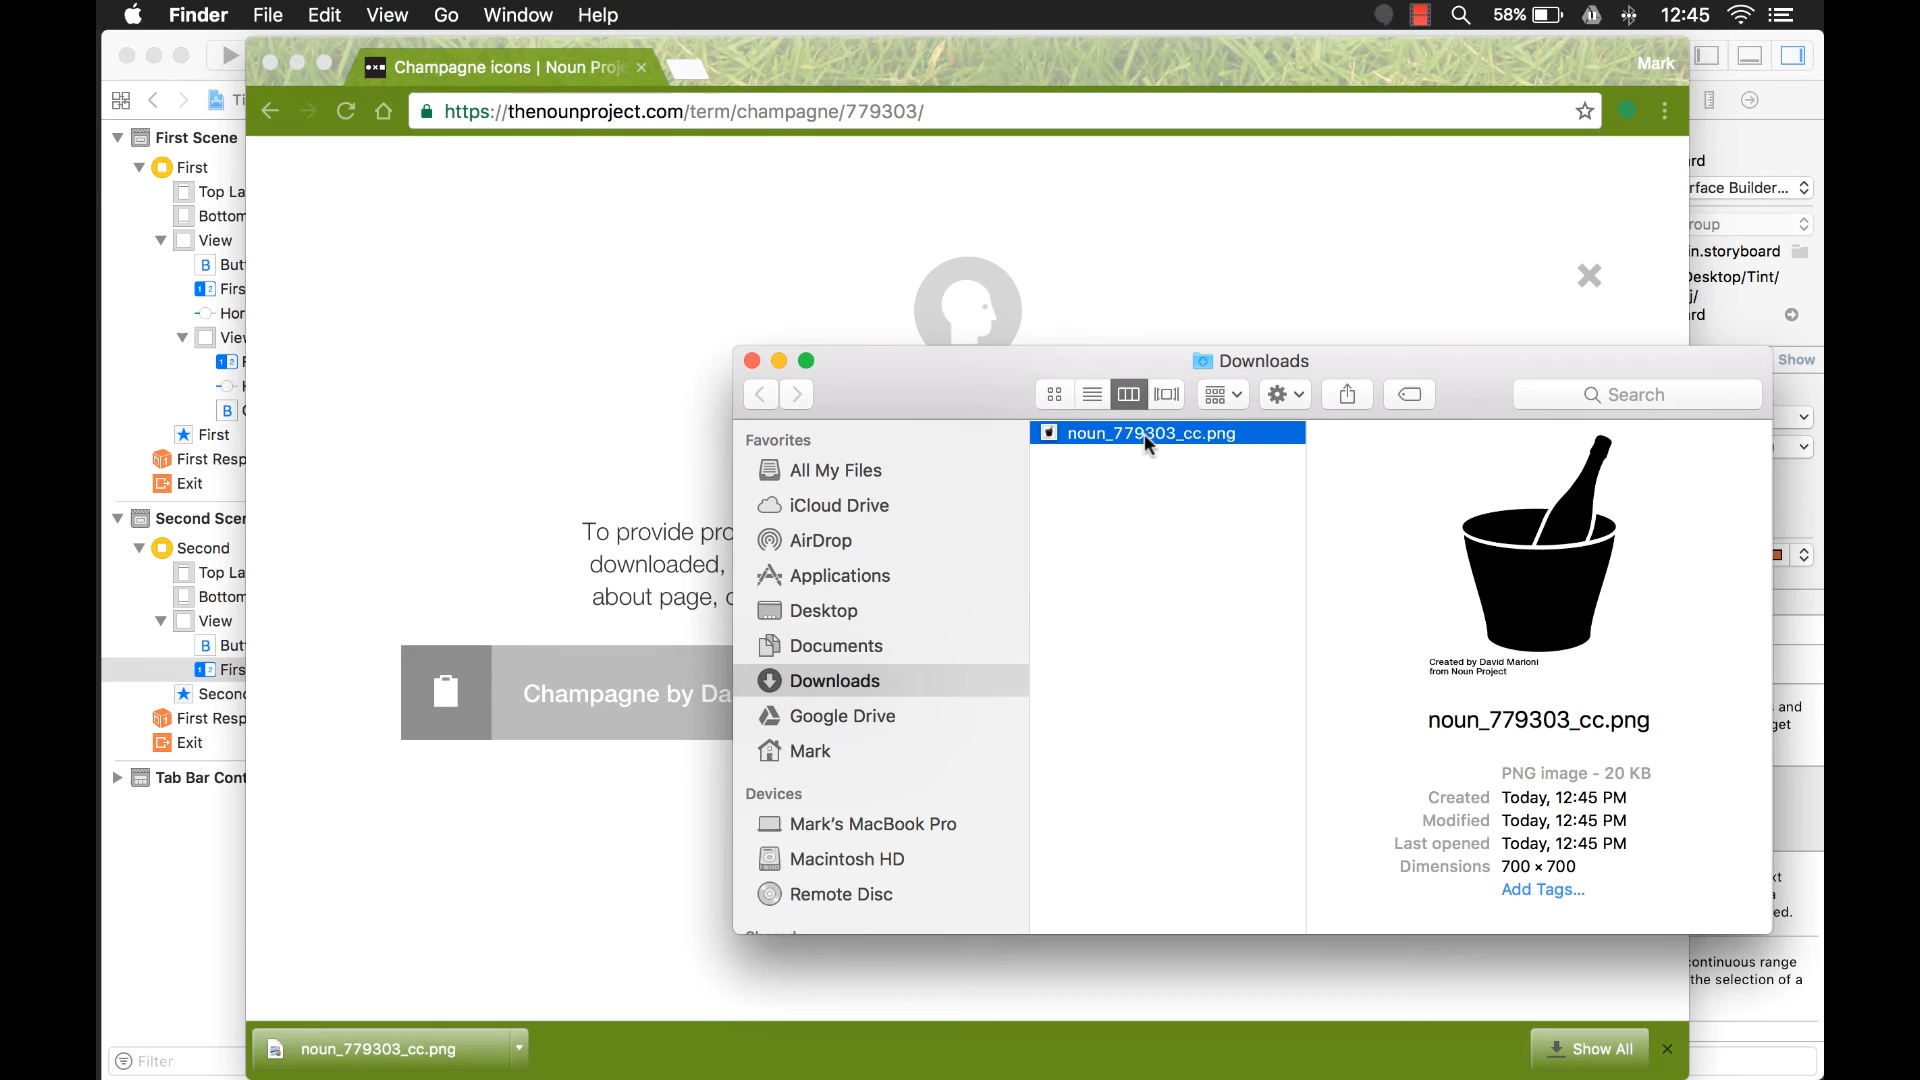 Finder File Edit View Go Window Help 58% 12:45
Champagne icons | Noun Proje
Mark
https://thenounproject.com/term/champagne/779303/
First Scene
First
Top La
Bottom
View
But
Firs
Hor
View
First
First Resp
Exit
Second Scen
Second
Top La
Bottom
View
But
Firs
Second
First Resp
Exit
Tab Bar Cont
Filter
To provide pro
downloaded,
about page, c
Champagne by Da
Downloads
Search
Favorites
All My Files
iCloud Drive
AirDrop
Applications
Desktop
Documents
Downloads
Google Drive
Mark
Devices
Mark's MacBook Pro
Macintosh HD
Remote Disc
noun_779303_cc.png
Created by David Marioni
from Noun Project
noun_779303_cc.png
PNG image - 20 KB
Created Today, 12:45 PM
Modified Today, 12:45 PM
Last opened Today, 12:45 PM
Dimensions 700 × 700
Add Tags...
rd
rface Builder...
roup
in.storyboard
Desktop/Tint/
j/
rd
Show
and
get
xt
ed.
continuous range
the selection of a
noun_779303_cc.png
Show All